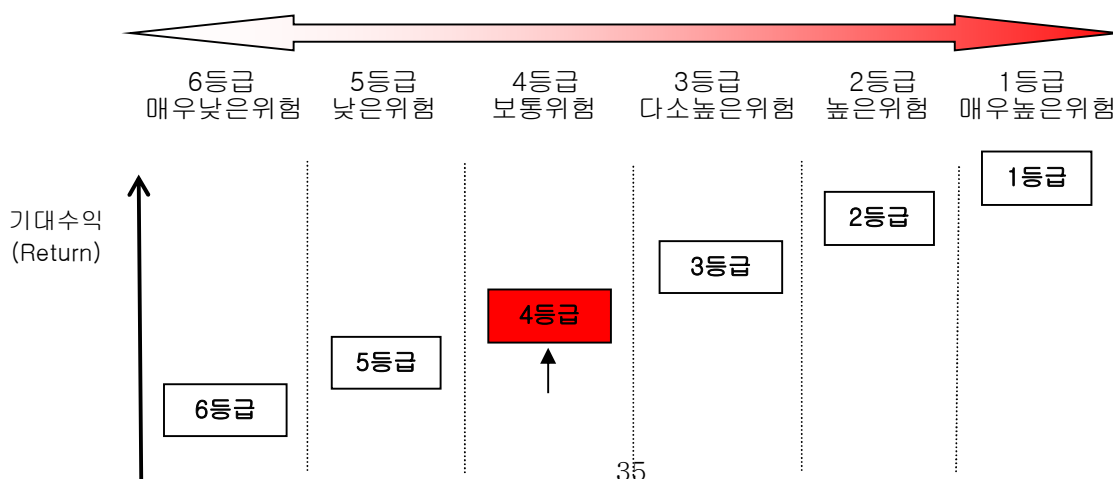 6등급 5등급 4등급 3등급 2등급 1등급
매우낮은위험 낮은위험 보통위험 다소높은위험 높은위험 매우높은위험
1등급
2등급
기대수익
(Return)
3등급
4등급
5등급
6등급
35